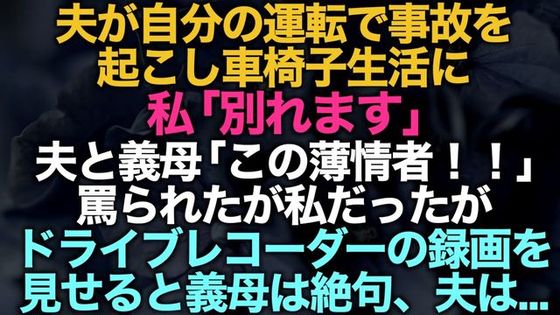 夫が自分の運転で事故を
起こし車椅子生活に
私「別れます」
夫と義母「この薄情者！！」
罵られたが私だったが
ドライブレコーダーの録画を
見せると義母は絶句、夫は...